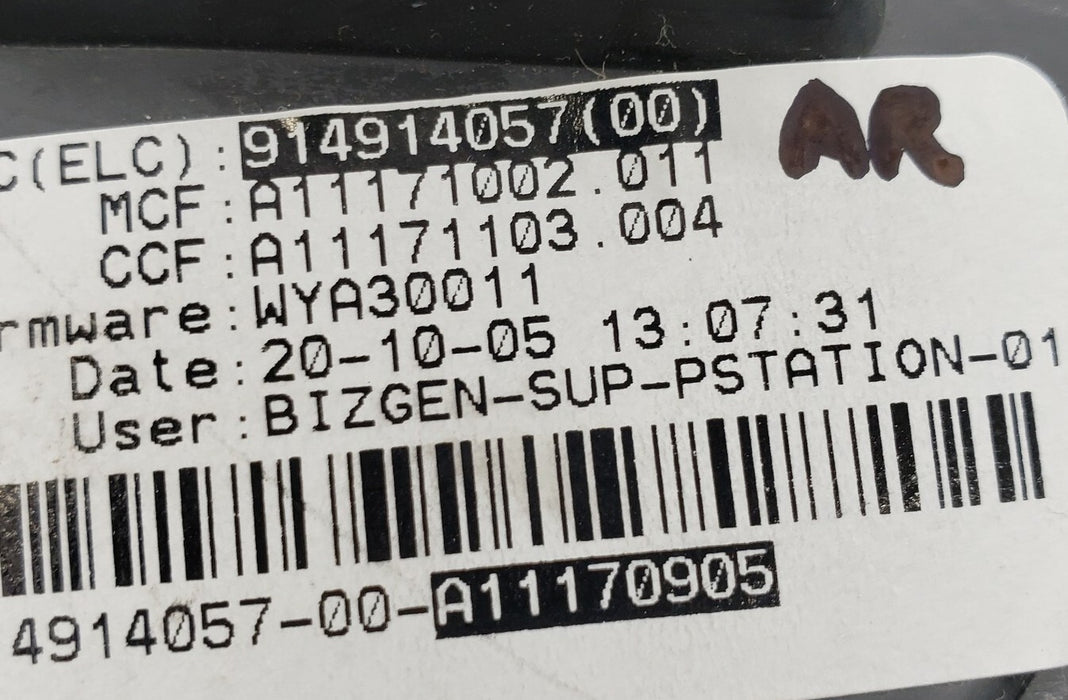 C(ELC):914914057(00)
AR
MCF:A11171002.011
CCF:A11171103.004
rmware:WYA30011
Date:20-10-05 13:07:31
User:BIZGEN-SUP-PSTATION-01
4914057-00-A11170905